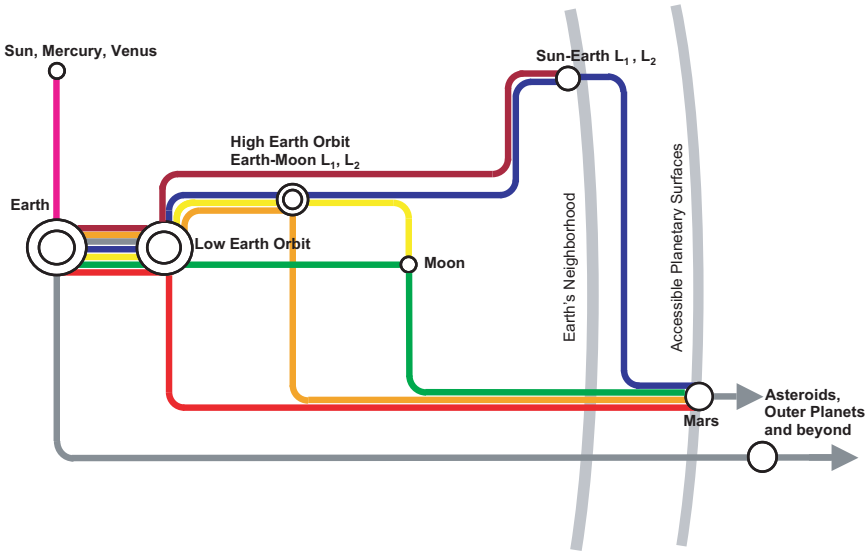 Sun, Mercury, Venus
Sun-Earth L₁, L₂
High Earth Orbit
Earth-Moon L₁, L₂
Earth
Low Earth Orbit
Moon
Earth's Neighborhood
Accessible Planetary Surfaces
Mars
Asteroids,
Outer Planets
and beyond